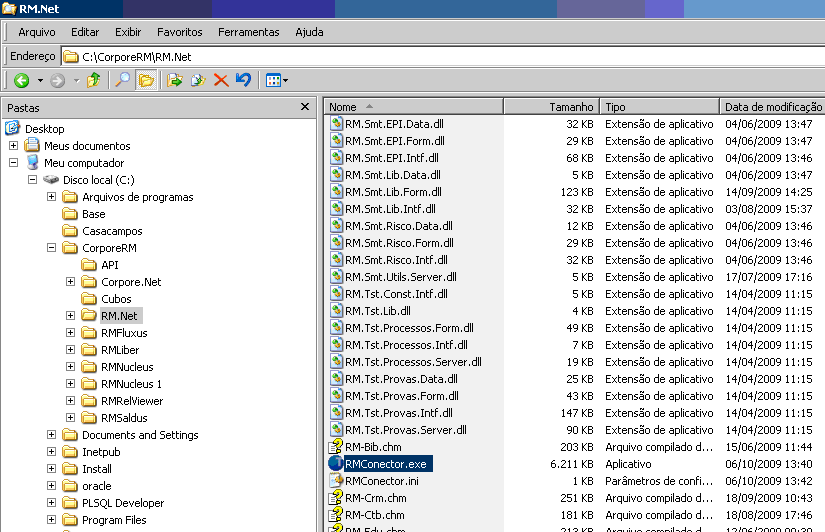 RM.Net
Arquivo Editar Exibir Favoritos Ferramentas Ajuda
Endereço C:\CorporeRM\RM.Net
Pastas
Desktop
Meus documentos
Meu computador
Disco local (C:)
Arquivos de programas
Base
Casacampos
CorporeRM
API
Corpore.Net
Cubos
RM.Net
RMFluxus
RMLiber
RMNucleus
RMNucleus 1
RMRelViewer
RMSaldus
Documents and Settings
Inetpub
Install
oracle
PLSQL Developer
Program Files
Nome Tamanho Tipo Data de modificação
RM.Smt.EPI.Data.dll 32 KB Extensão de aplicativo 04/06/2009 13:47
RM.Smt.EPI.Form.dll 29 KB Extensão de aplicativo 04/06/2009 13:47
RM.Smt.EPI.Intf.dll 68 KB Extensão de aplicativo 04/06/2009 13:46
RM.Smt.Lib.Data.dll 5 KB Extensão de aplicativo 04/06/2009 13:47
RM.Smt.Lib.Form.dll 123 KB Extensão de aplicativo 14/09/2009 14:25
RM.Smt.Lib.Intf.dll 32 KB Extensão de aplicativo 03/08/2009 15:37
RM.Smt.Risco.Data.dll 12 KB Extensão de aplicativo 04/06/2009 13:46
RM.Smt.Risco.Form.dll 29 KB Extensão de aplicativo 04/06/2009 13:46
RM.Smt.Risco.Intf.dll 32 KB Extensão de aplicativo 04/06/2009 13:46
RM.Smt.Utils.Server.dll 5 KB Extensão de aplicativo 17/07/2009 17:16
RM.Tst.Const.Intf.dll 5 KB Extensão de aplicativo 14/04/2009 11:15
RM.Tst.Lib.dll 4 KB Extensão de aplicativo 14/04/2009 11:15
RM.Tst.Processos.Form.dll 49 KB Extensão de aplicativo 14/04/2009 11:15
RM.Tst.Processos.Intf.dll 7 KB Extensão de aplicativo 14/04/2009 11:15
RM.Tst.Processos.Server.dll 19 KB Extensão de aplicativo 14/04/2009 11:15
RM.Tst.Provas.Data.dll 25 KB Extensão de aplicativo 14/04/2009 11:15
RM.Tst.Provas.Form.dll 43 KB Extensão de aplicativo 14/04/2009 11:15
RM.Tst.Provas.Intf.dll 147 KB Extensão de aplicativo 14/04/2009 11:15
RM.Tst.Provas.Server.dll 90 KB Extensão de aplicativo 14/04/2009 11:15
RM-Bib.chm 203 KB Arquivo compilado d... 15/06/2009 11:44
RMConector.exe 6.211 KB Aplicativo 06/10/2009 13:40
RMConector.ini 1 KB Parâmetros de confi... 06/10/2009 13:42
RM-Crm.chm 251 KB Arquivo compilado d... 18/09/2009 10:43
RM-Ctb.chm 181 KB Arquivo compilado d... 18/08/2009 17:46